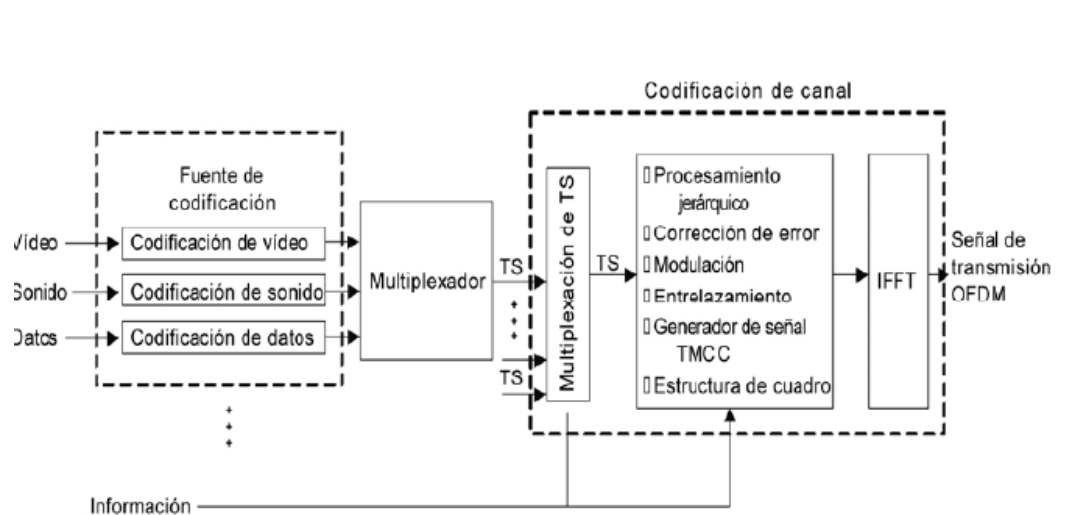 Codificación de canal
Fuente de
codificación
Vídeo
Codificación de vídeo
Sonido
Codificación de sonido
Datos
Codificación de datos
Multiplexador
TS
TS
Multiplexación de TS
TS
Procesamiento
jerárquico
Corrección de error
Modulación
Entrelazamiento
Generador de señal
TMCC
Estructura de cuadro
IFFT
Señal de
transmisión
OFDM
Información